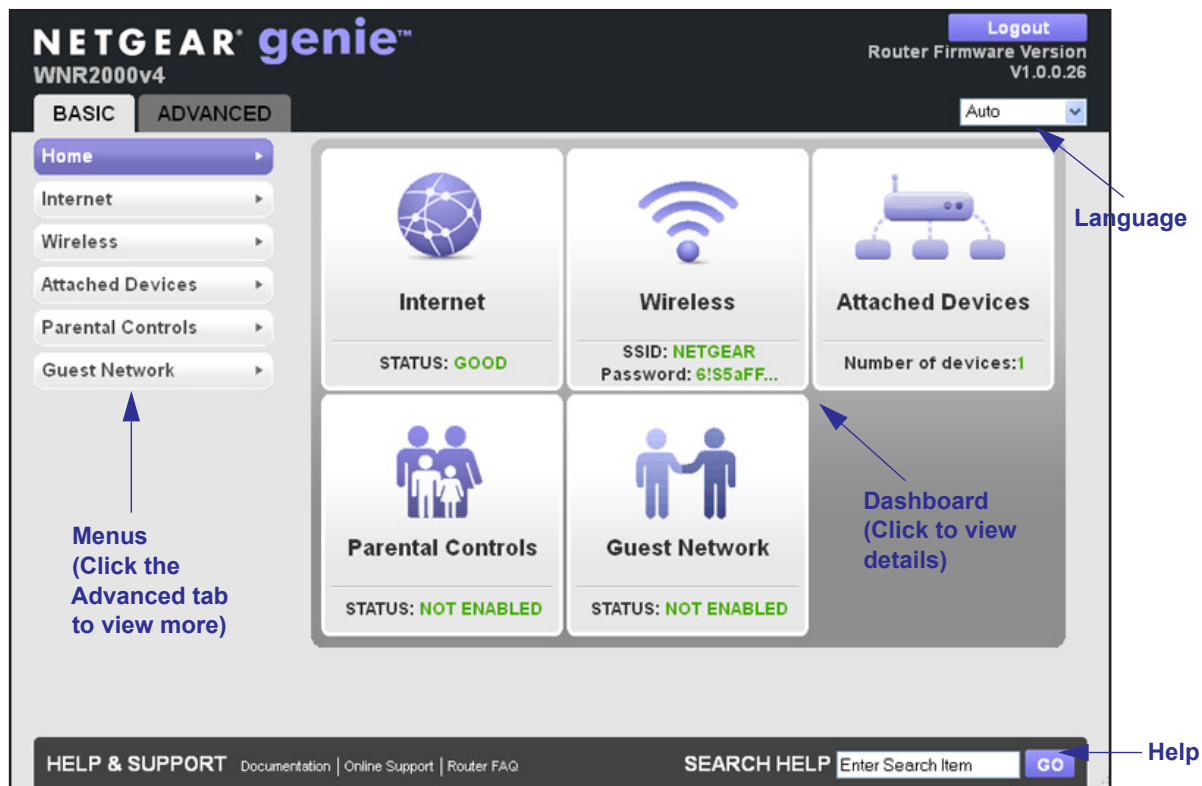 NETGEAR® genie™
WNR2000v4
Logout
Router Firmware Version
V1.0.0.26
BASIC
ADVANCED
Auto
Language
Home
Internet
Wireless
Attached Devices
Parental Controls
Guest Network
Menus
(Click the
Advanced tab
to view more)
Internet
STATUS: GOOD
Wireless
SSID: NETGEAR
Password: 6!S5aFF...
Attached Devices
Number of devices:1
Parental Controls
STATUS: NOT ENABLED
Guest Network
STATUS: NOT ENABLED
Dashboard
(Click to view
details)
HELP & SUPPORT Documentation | Online Support | Router FAQ
SEARCH HELP Enter Search Item GO
Help